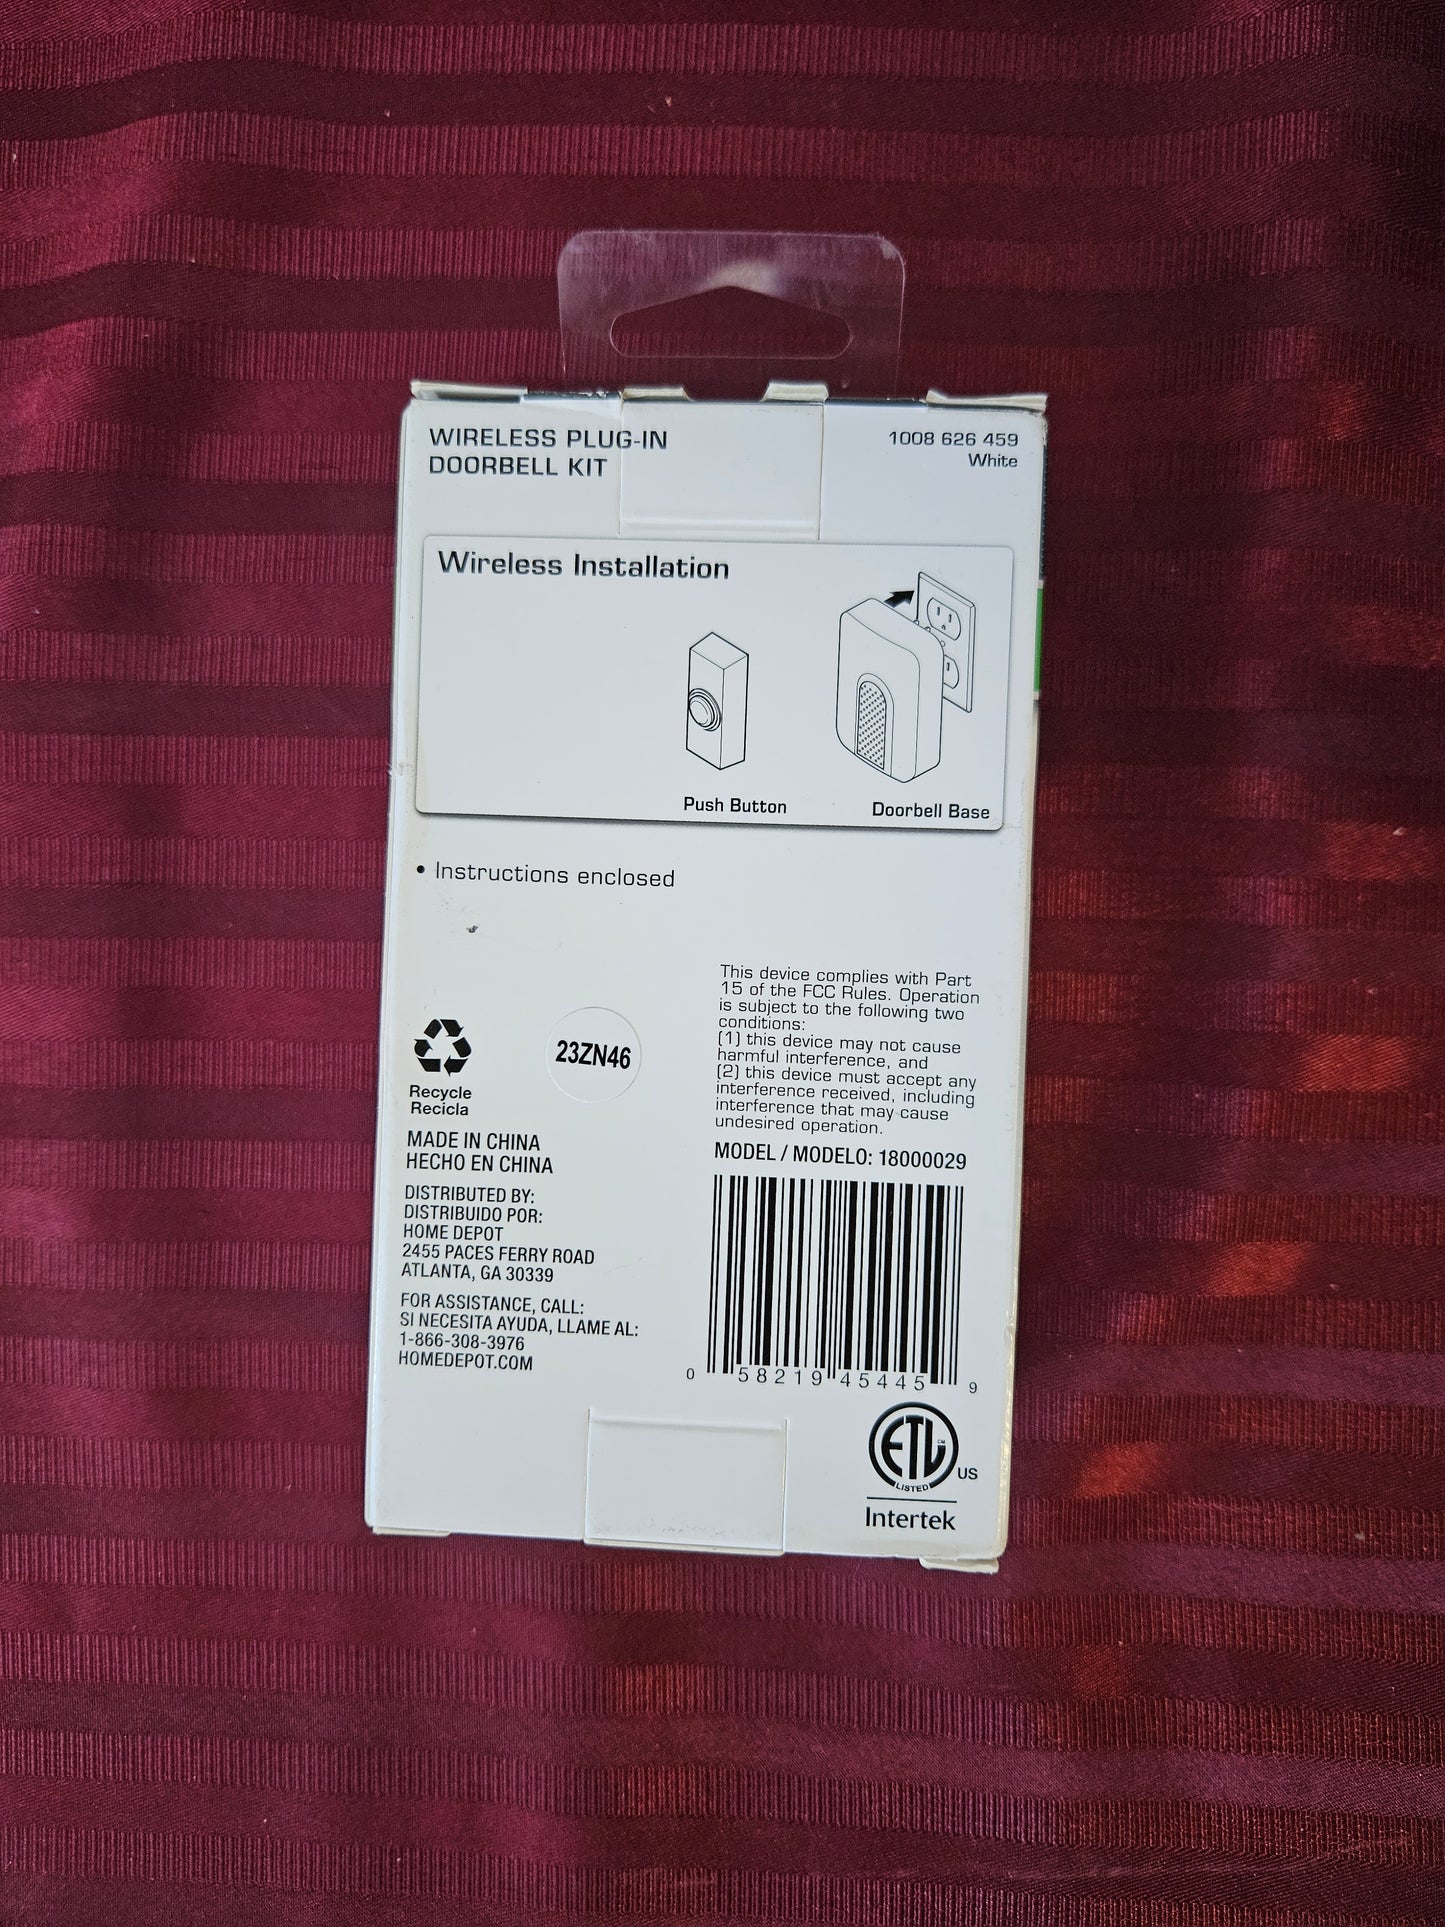 WIRELESS PLUG-IN
DOORBELL KIT
1008 626 459
White
Wireless Installation
Push Button
Doorbell Base
• Instructions enclosed
This device complies with Part
15 of the FCC Rules. Operation
is subject to the following two
conditions:
(1) this device may not cause
harmful interference, and
(2) this device must accept any
interference received, including
interference that may cause
undesired operation.
23ZN46
Recycle
Recicla
MADE IN CHINA
HECHO EN CHINA
DISTRIBUTED BY:
DISTRIBUIDO POR:
HOME DEPOT
2455 PACES FERRY ROAD
ATLANTA, GA 30339
FOR ASSISTANCE, CALL:
SI NECESITA AYUDA, LLAME AL:
1-866-308-3976
HOMEDEPOT.COM
MODEL / MODELO: 18000029
0 58219 45445 9
ETL
CM
LISTED
US
Intertek